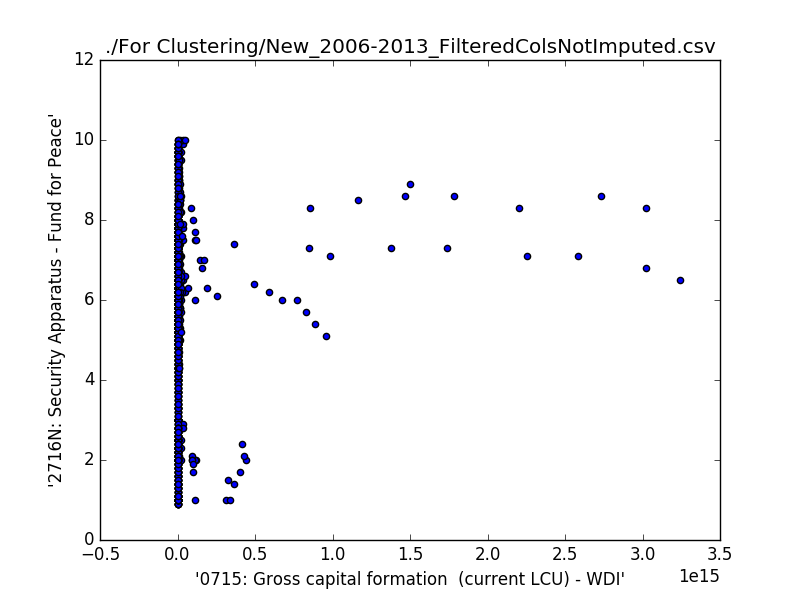 ./For Clustering/New_2006-2013_FilteredColsNotImputed.csv
12
10
8
6
4
2
0
'2716N: Security Apparatus - Fund for Peace'
−0.5 0.0 0.5 1.0 1.5 2.0 2.5 3.0 3.5
1e15
'0715: Gross capital formation  (current LCU) - WDI'